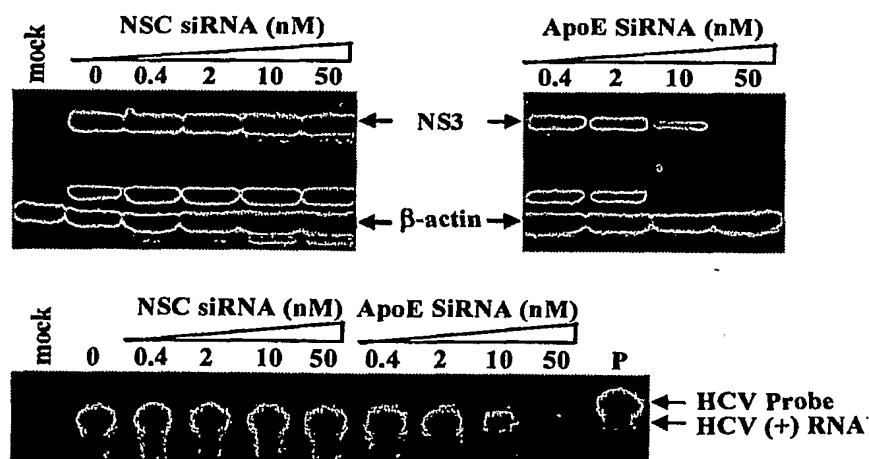 NSC siRNA (nM)
mock 0 0.4 2 10 50
ApoE SiRNA (nM)
0.4 2 10 50
NS3
β-actin
NSC siRNA (nM) ApoE SiRNA (nM)
mock 0 0.4 2 10 50 0.4 2 10 50 P
HCV Probe
HCV (+) RNA